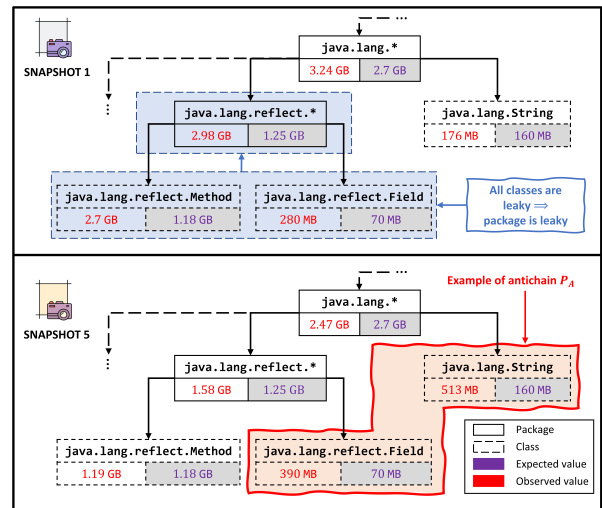 ...
java.lang.*
3.24 GB 2.7 GB
SNAPSHOT 1
...
java.lang.reflect.*
2.98 GB 1.25 GB
java.lang.String
176 MB 160 MB
java.lang.reflect.Method
2.7 GB 1.18 GB
java.lang.reflect.Field
280 MB 70 MB
All classes are
leaky ⟹
package is leaky
...
Example of antichain P_A
java.lang.*
2.47 GB 2.7 GB
SNAPSHOT 5
...
java.lang.reflect.*
1.58 GB 1.25 GB
java.lang.String
513 MB 160 MB
java.lang.reflect.Method
1.19 GB 1.18 GB
java.lang.reflect.Field
390 MB 70 MB
Package
Class
Expected value
Observed value